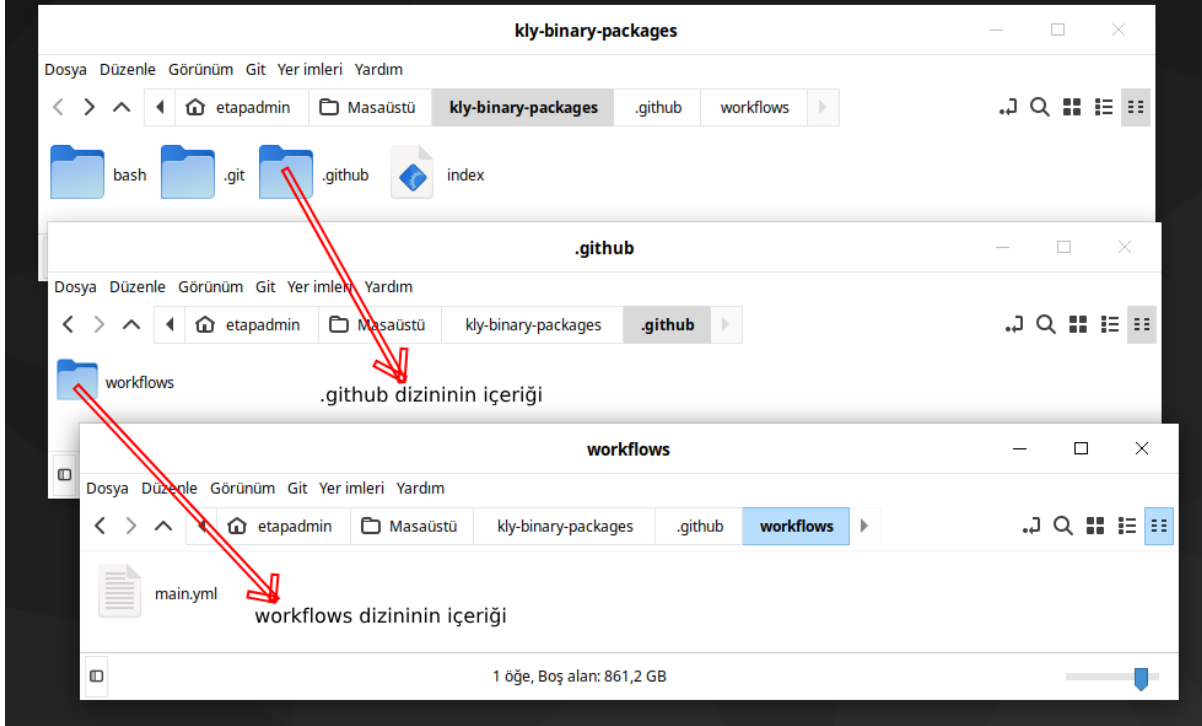 kly-binary-packages
Dosya Düzenle Görünüm Git Yer imleri Yardım
etapadmin Masaüstü kly-binary-packages .github workflows
bash .git .github index
.github
Dosya Düzenle Görünüm Git Yer imleri Yardım
etapadmin Masaüstü kly-binary-packages .github
workflows
.github dizininin içeriği
workflows
Dosya Düzenle Görünüm Git Yer imleri Yardım
etapadmin Masaüstü kly-binary-packages .github workflows
main.yml
workflows dizininin içeriği
1 öğe, Boş alan: 861,2 GB